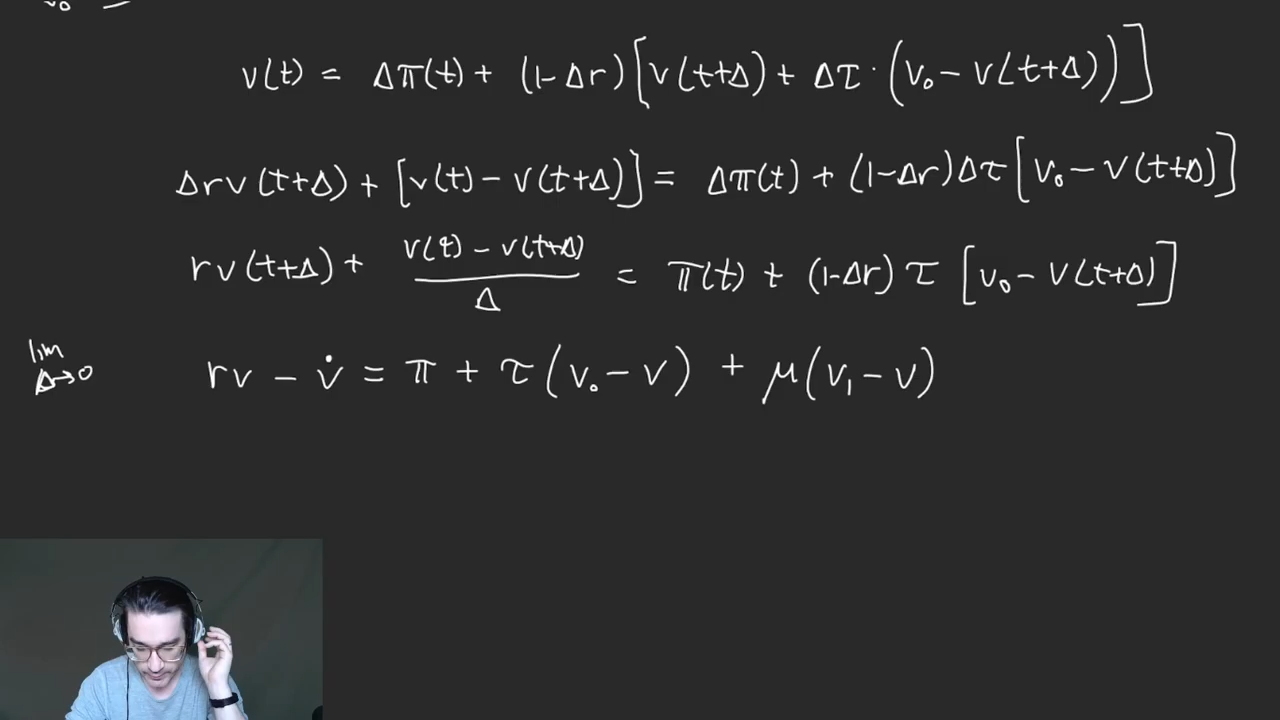 v₀ =
v(t) = Δπ(t) + (1-Δr)[v(t+Δ) + Δτ·(v₀ - v(t+Δ))]
Δrv(t+Δ) + [v(t) - v(t+Δ)] = Δπ(t) + (1-Δr)Δτ[v₀ - v(t+Δ)]
rv(t+Δ) + (v(t) - v(t+Δ))/Δ = π(t) + (1-Δr)τ[v₀ - v(t+Δ)]
lim Δ→0 rv - v̇ = π + τ(v₀ - v) + μ(v₁ - v)